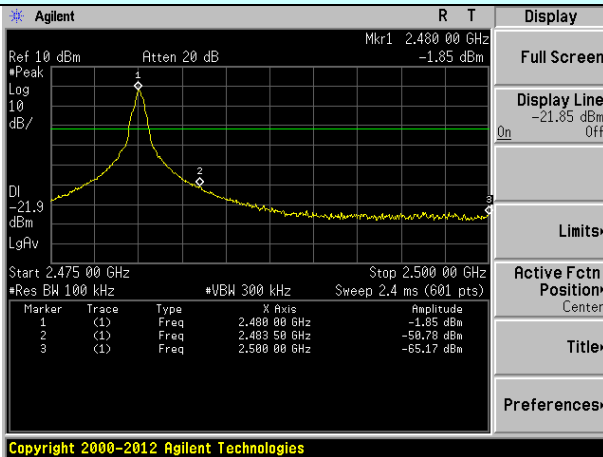 Agilent R T
Mkr1 2.480 00 GHz
Ref 10 dBm Atten 20 dB -1.85 dBm
#Peak
Log
10
dB/
1
2
3
DI
-21.9
dBm
LgAv
Start 2.475 00 GHz Stop 2.500 00 GHz
#Res BW 100 kHz #VBW 300 kHz Sweep 2.4 ms (601 pts)
Marker Trace Type X Axis Amplitude
1 (1) Freq 2.480 00 GHz -1.85 dBm
2 (1) Freq 2.483 50 GHz -50.78 dBm
3 (1) Freq 2.500 00 GHz -65.17 dBm
Copyright 2000-2012 Agilent Technologies
Display
Full Screen
Display Line
-21.85 dBm
On Off
Limits
Active Fctn
Position
Center
Title
Preferences